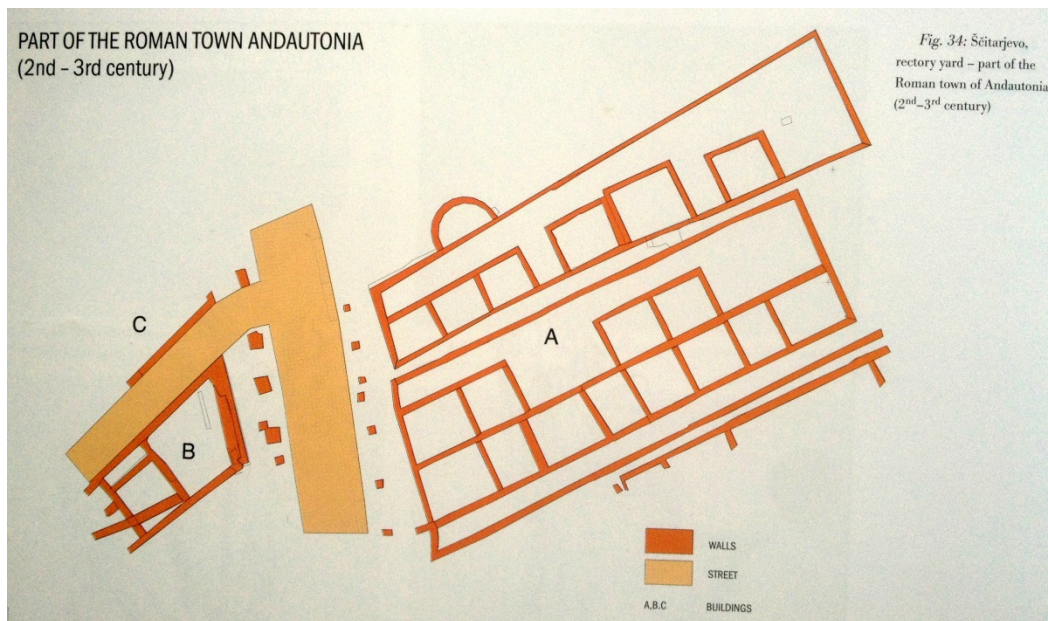 PART OF THE ROMAN TOWN ANDAUTONIA
(2nd – 3rd century)
Fig. 34: Ščitarjevo,
rectory yard – part of the
Roman town of Andautonia
(2nd–3rd century)
C
A
B
WALLS
STREET
A,B.C BUILDINGS